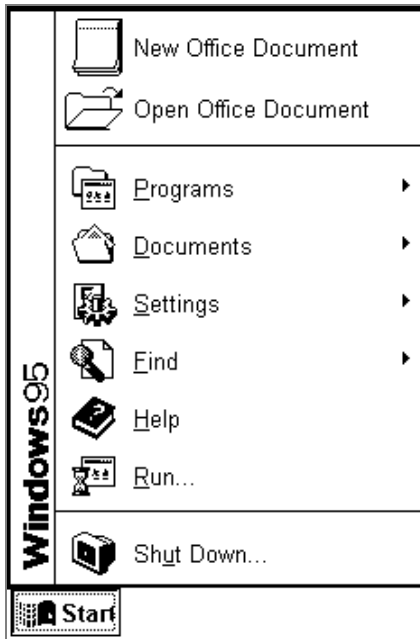 New Office Document
Open Office Document
Programs
Documents
Settings
Find
Help
Run...
Shut Down...
Windows95
Start